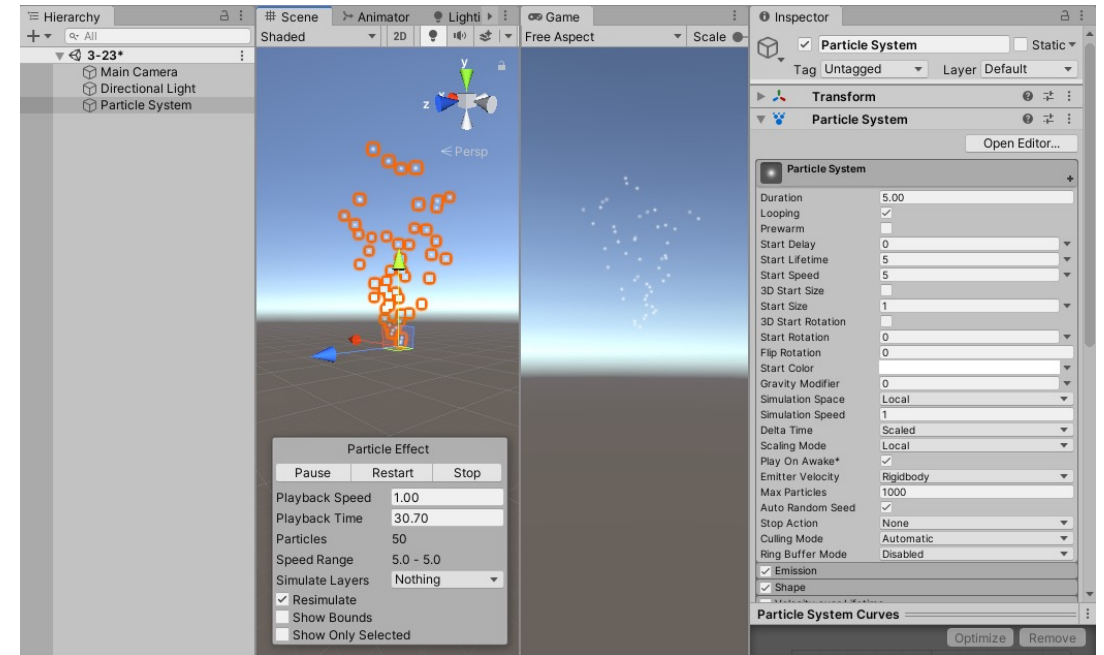 Hierarchy
All
3-23*
Main Camera
Directional Light
Particle System
Scene
Animator
Lighti
Shaded
2D
y
z
Persp
Particle Effect
Pause Restart Stop
Playback Speed 1.00
Playback Time 30.70
Particles 50
Speed Range 5.0 - 5.0
Simulate Layers Nothing
Resimulate
Show Bounds
Show Only Selected
Game
Free Aspect Scale
Inspector
Particle System Static
Tag Untagged Layer Default
Transform
Particle System
Open Editor...
Particle System
Duration 5.00
Looping
Prewarm
Start Delay 0
Start Lifetime 5
Start Speed 5
3D Start Size
Start Size 1
3D Start Rotation
Start Rotation 0
Flip Rotation 0
Start Color
Gravity Modifier 0
Simulation Space Local
Simulation Speed 1
Delta Time Scaled
Scaling Mode Local
Play On Awake*
Emitter Velocity Rigidbody
Max Particles 1000
Auto Random Seed
Stop Action None
Culling Mode Automatic
Ring Buffer Mode Disabled
Emission
Shape
Particle System Curves
Optimize Remove